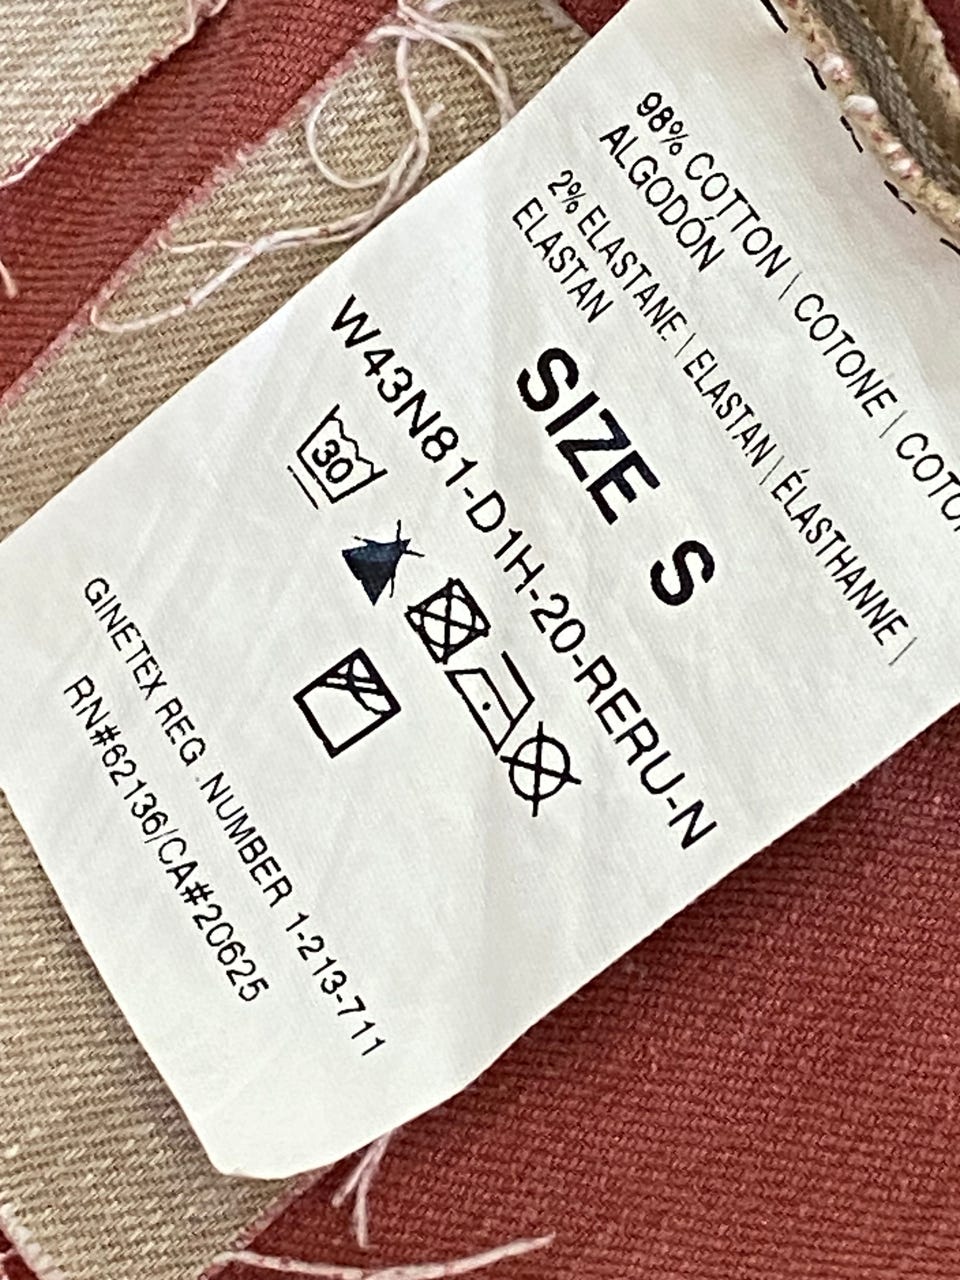 98% COTTON | COTONE |
ALGODÓN
2% ELASTANE | ELASTAN | ÉLASTHANNE |
ELASTAN
SIZE S
W43N81-D1H-20-RERU-N
30
GINETEX REG .NUMBER 1-213-711
RN#62136/CA#20625